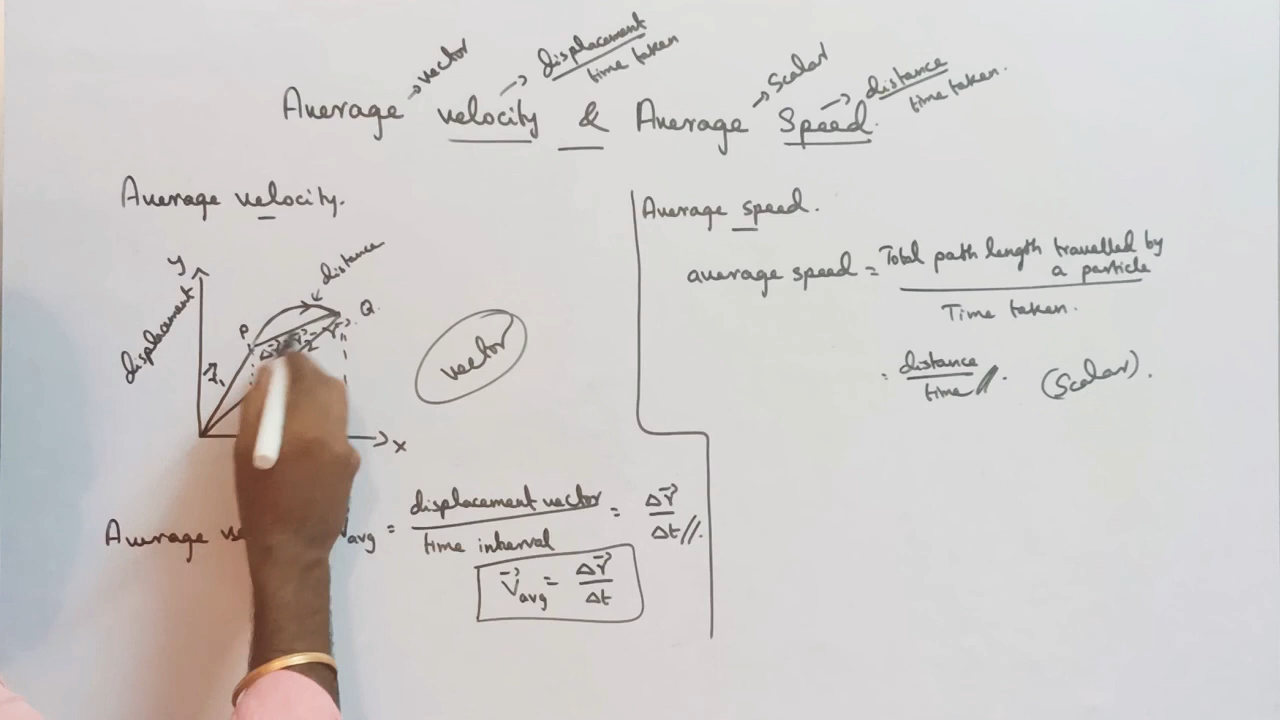 Average → vector velocity → displacement / time taken & Average → Scalar Speed → distance / time taken.
Average velocity.
Average speed.
y
displacement
distance
P
Q
X
vector
average speed = Total path length travelled by a particle / Time taken.
= distance / time //. (Scalar).
Average
avg = displacement vector / time interval = Δr⃗ / Δt //.
V⃗avg = Δr⃗ / Δt